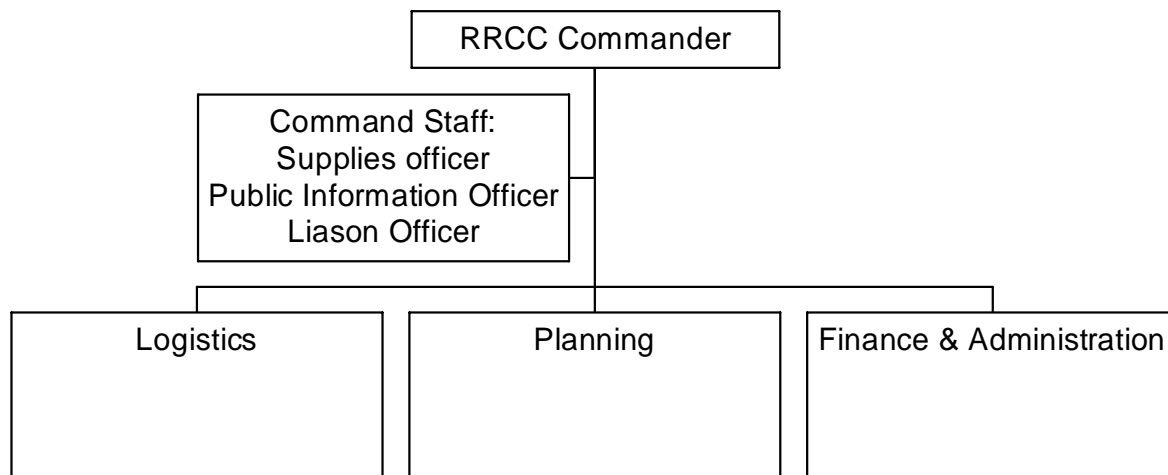 RRCC Commander
Command Staff:
Supplies officer
Public Information Officer
Liason Officer
Logistics
Planning
Finance & Administration